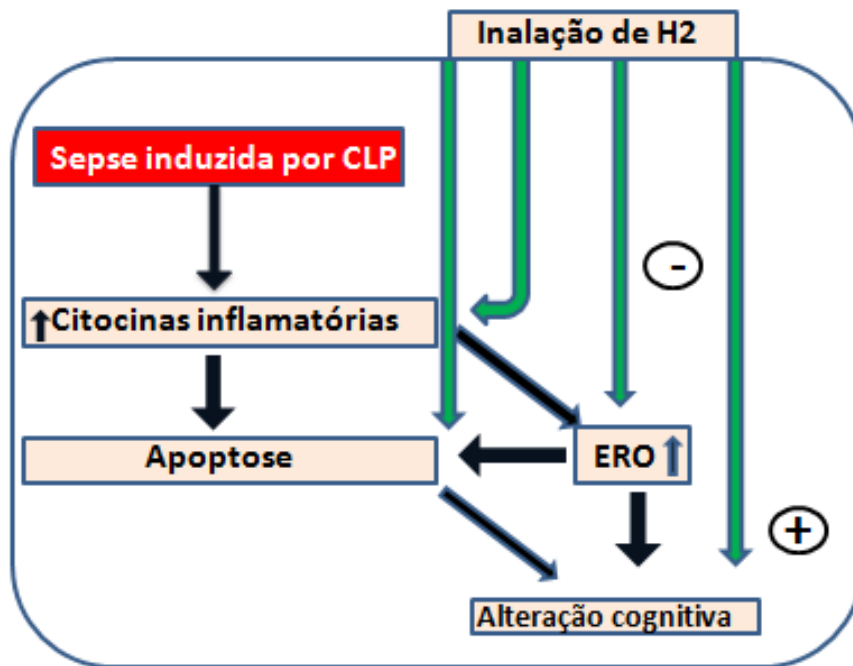 Inalação de H2
Sepse induzida por CLP
-
↑Citocinas inflamatórias
Apoptose
ERO ↑
+
Alteração cognitiva